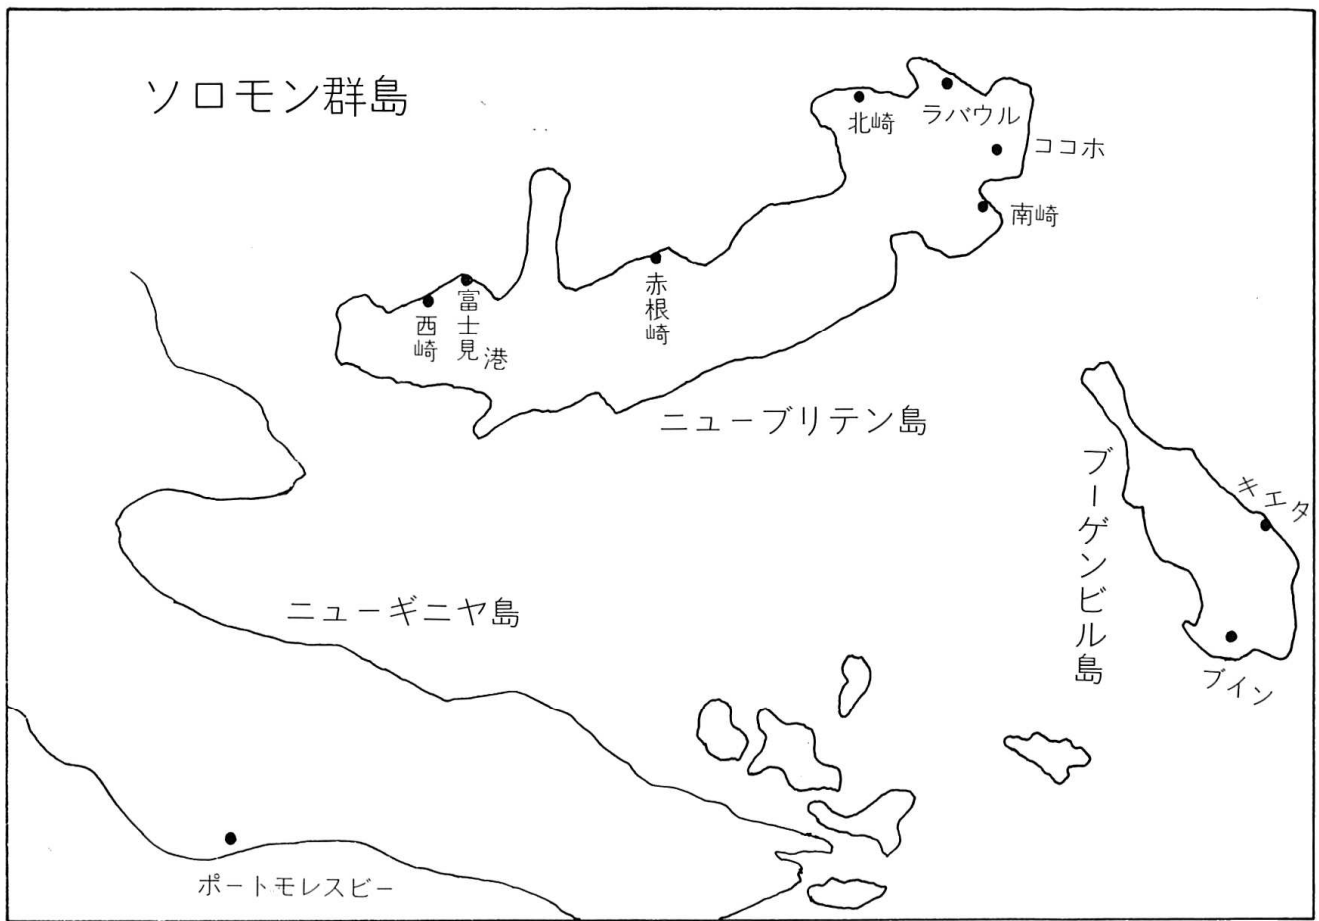 ソロモン群島
北崎
ラバウル
ココホ
南崎
赤根崎
富士見港
西崎
ニューブリテン島
ブーゲンビル島
キエタ
ブイン
ニューギニヤ島
ポートモレスビー